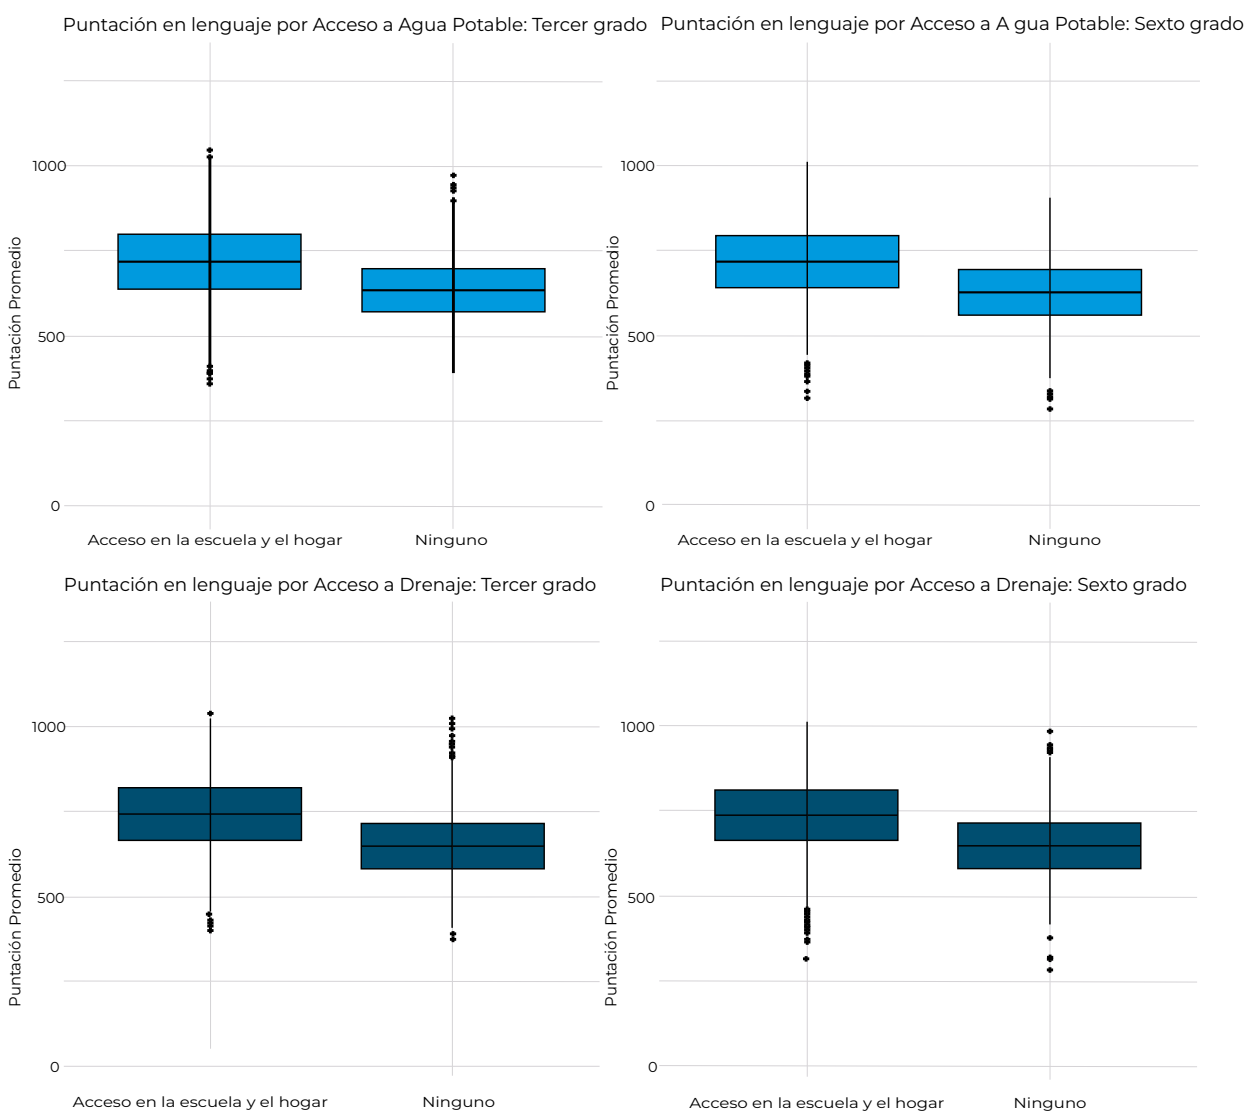 Puntación en lenguaje por Acceso a Agua Potable: Tercer grado
1000
500
0
Puntación Promedio
Acceso en la escuela y el hogar
Ninguno
Puntación en lenguaje por Acceso a A gua Potable: Sexto grado
1000
500
0
Puntación Promedio
Acceso en la escuela y el hogar
Ninguno
Puntación en lenguaje por Acceso a Drenaje: Tercer grado
1000
500
0
Puntación Promedio
Acceso en la escuela y el hogar
Ninguno
Puntación en lenguaje por Acceso a Drenaje: Sexto grado
1000
500
0
Puntación Promedio
Acceso en la escuela y el hogar
Ninguno